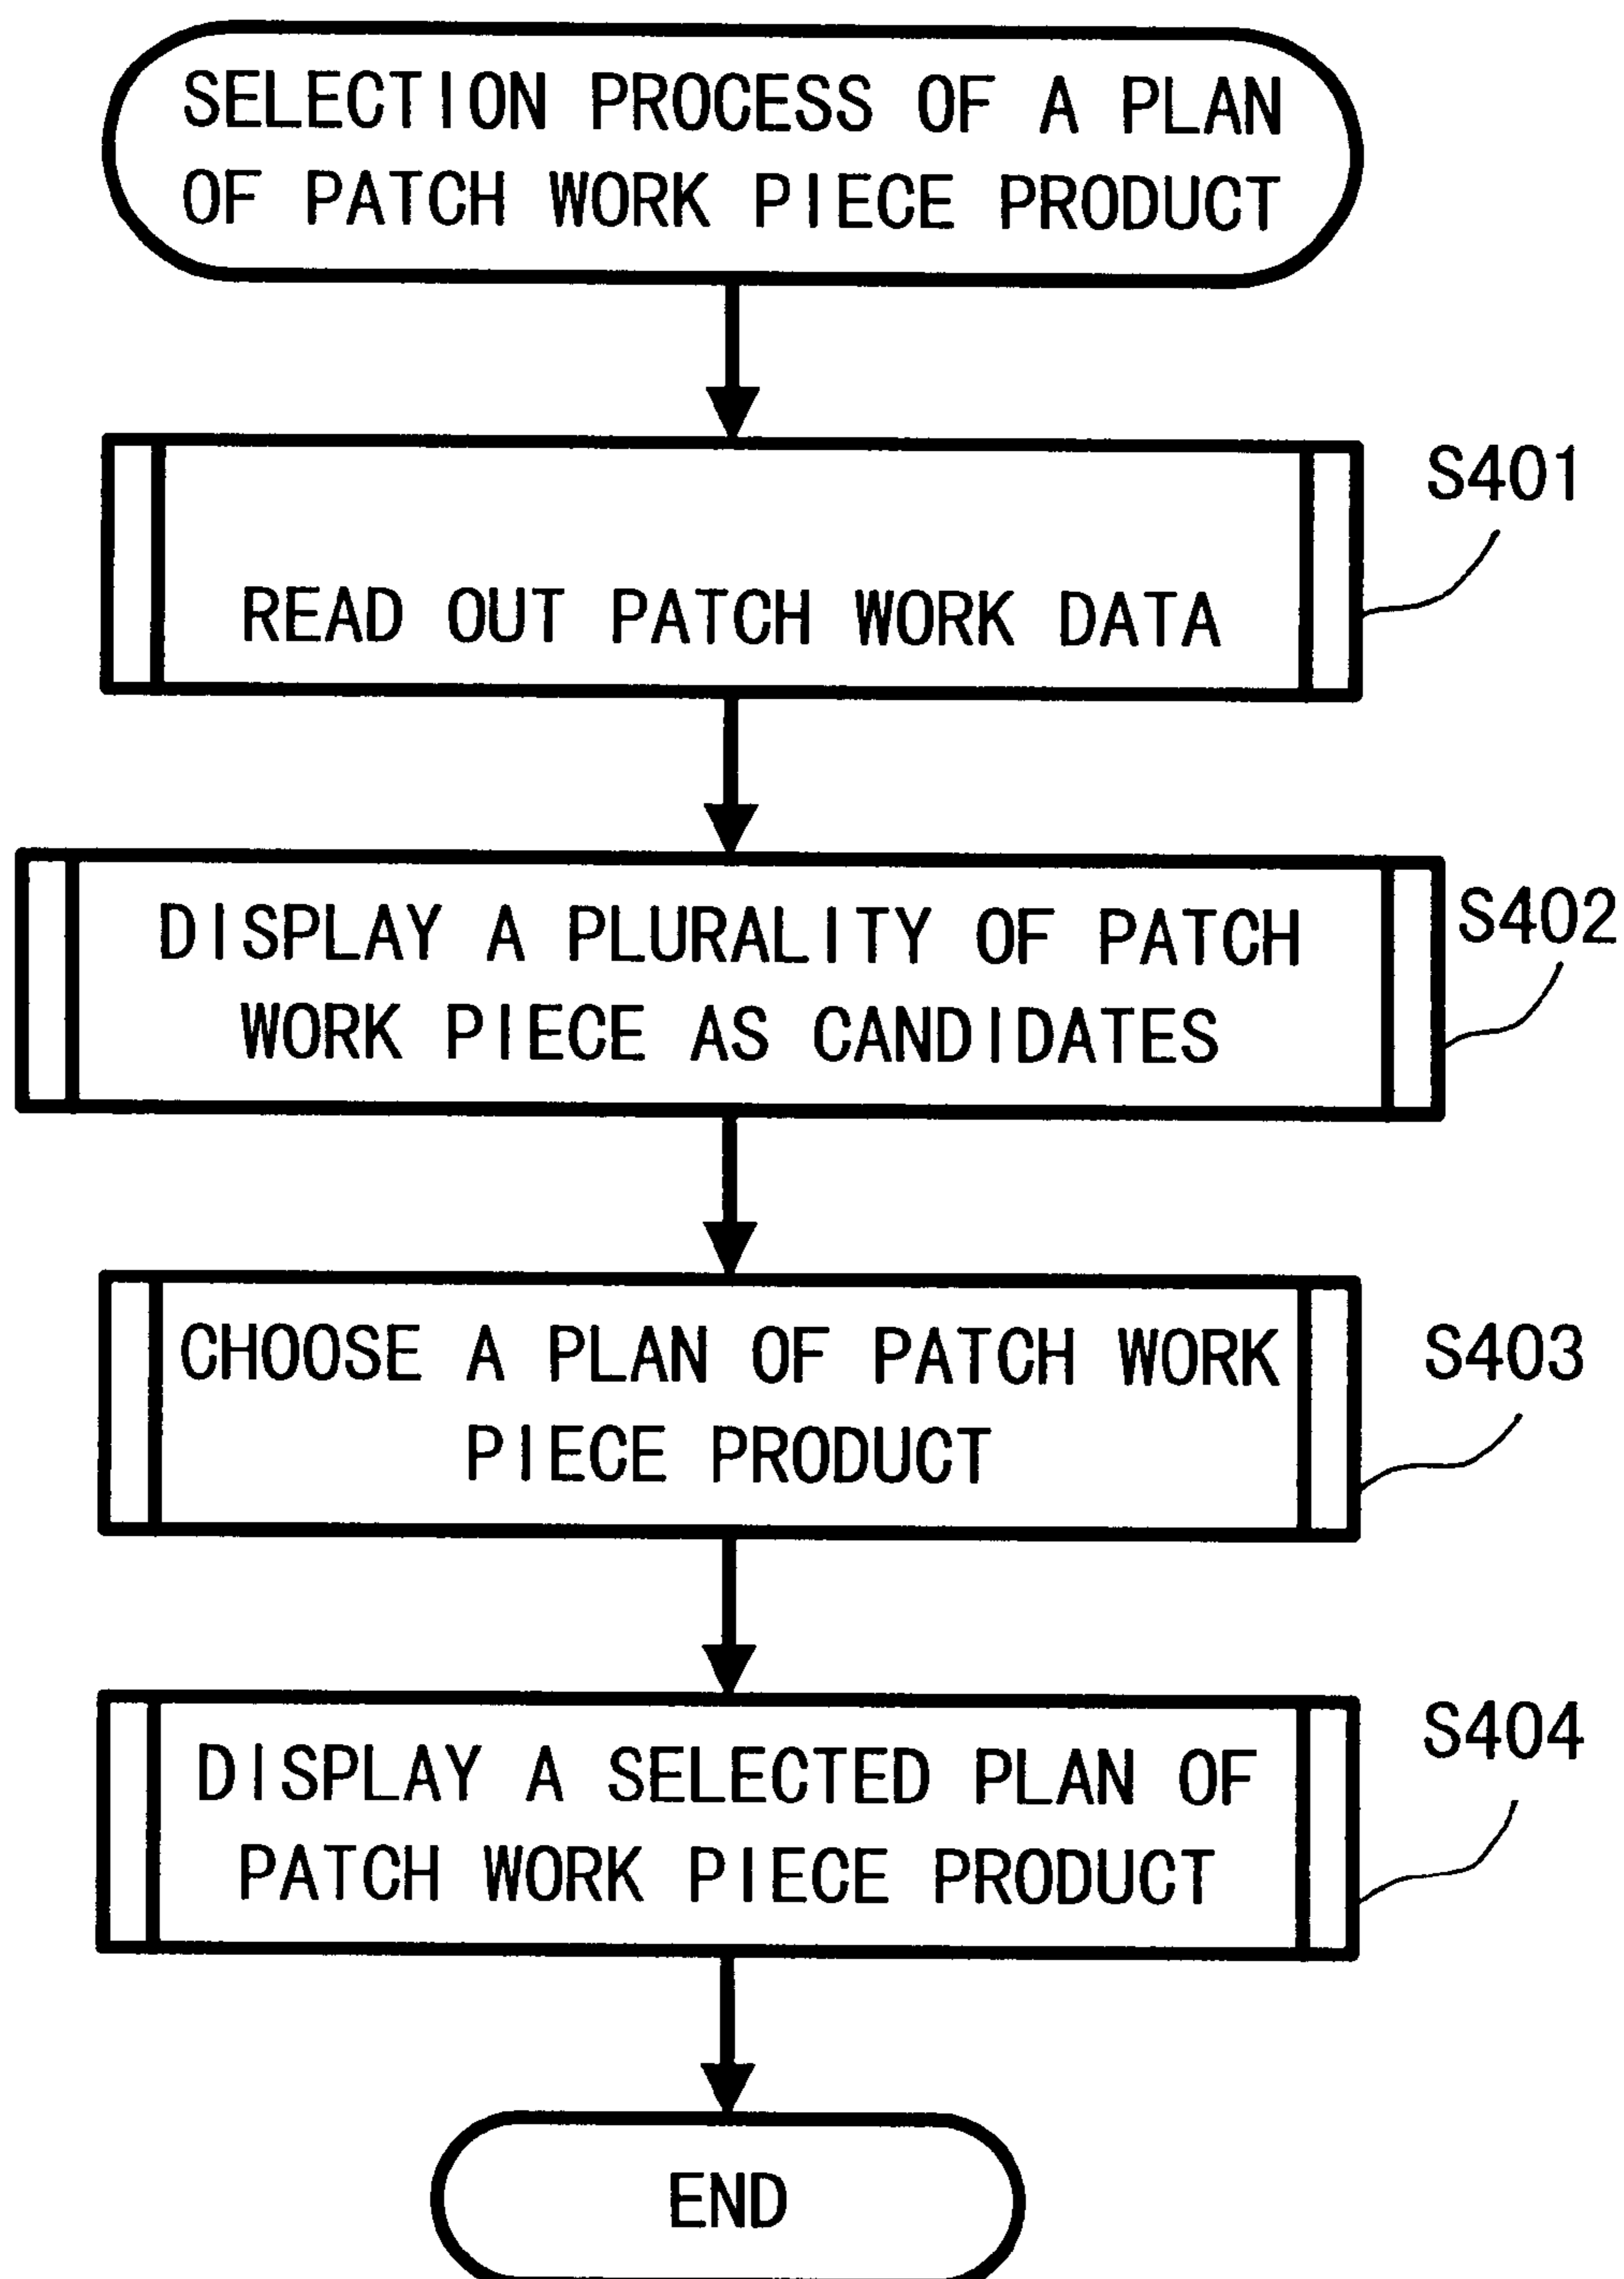 SELECTION PROCESS OF A PLAN
OF PATCH WORK PIECE PRODUCT
S401
READ OUT PATCH WORK DATA
S402
DISPLAY A PLURALITY OF PATCH
WORK PIECE AS CANDIDATES
S403
CHOOSE A PLAN OF PATCH WORK
PIECE PRODUCT
S404
DISPLAY A SELECTED PLAN OF
PATCH WORK PIECE PRODUCT
END